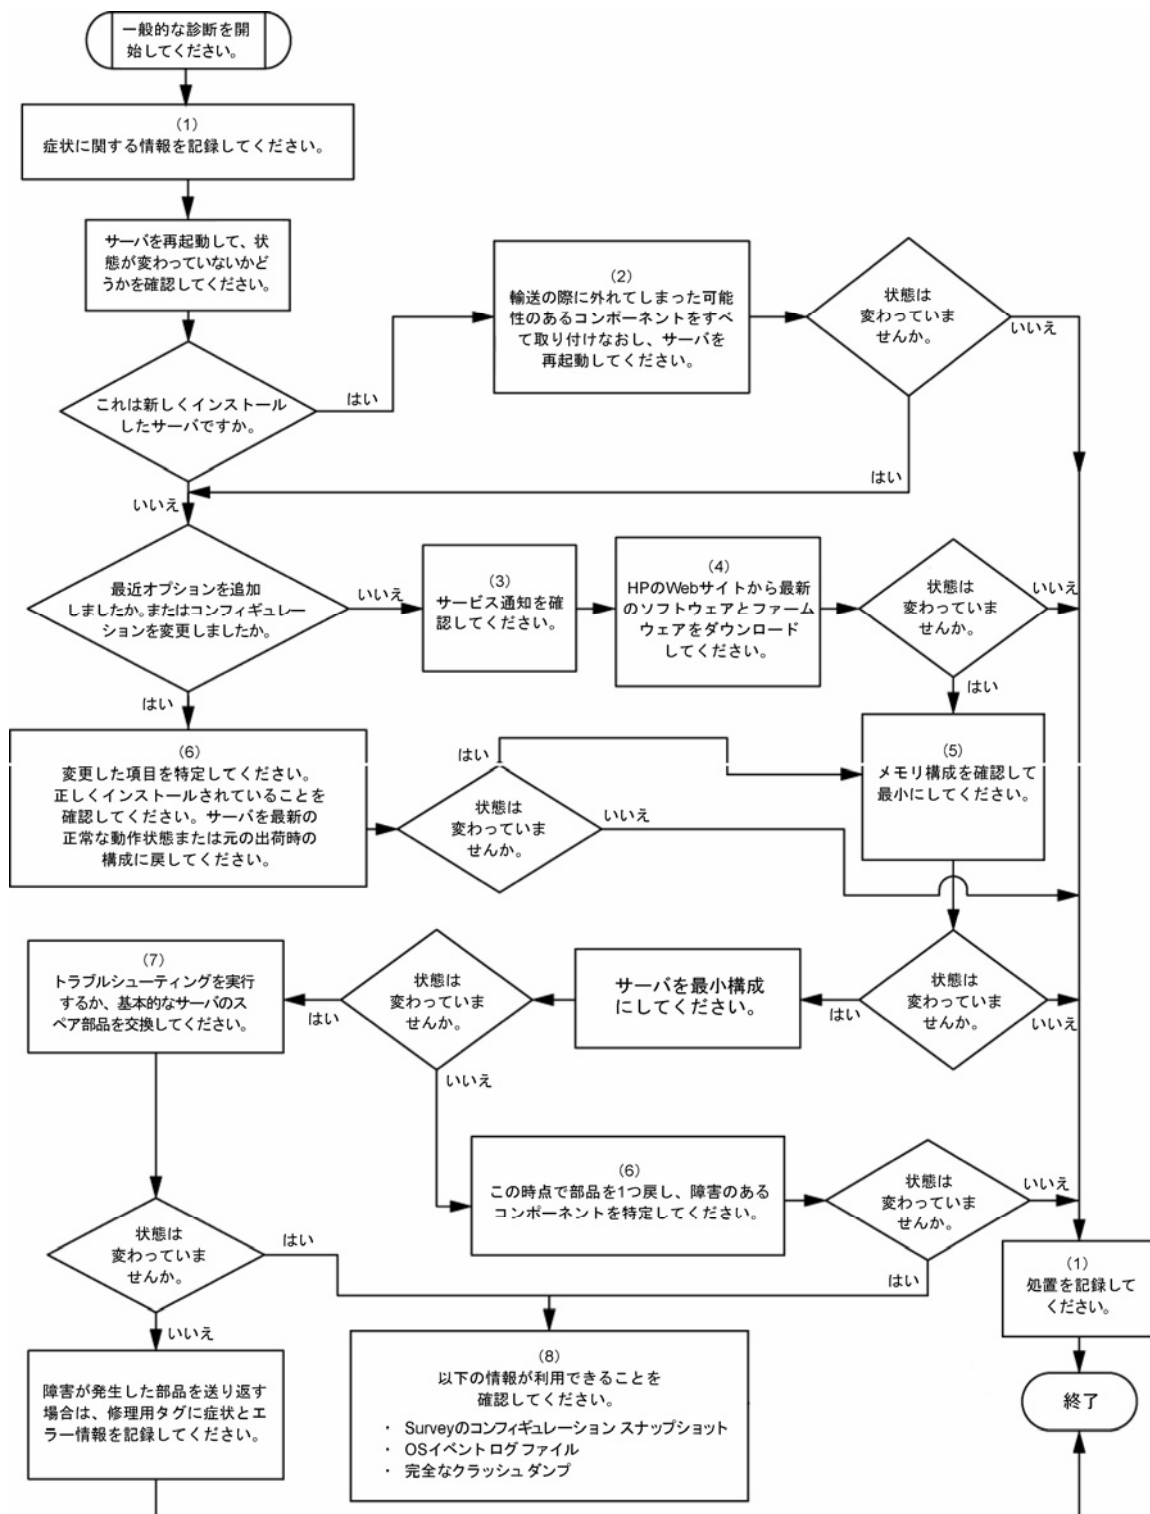 一般的な診断を開
始してください。
(1)
症状に関する情報を記録してください。
サーバを再起動して、状
態が変わっていないかど
うかを確認してください。
(2)
輸送の際に外れてしまった可能
性のあるコンポーネントをすべ
て取り付けなおし、サーバを
再起動してください。
状態は
変わっていま
せんか。
いいえ
はい
これは新しくインストール
したサーバですか。
はい
いいえ
最近オプションを追加
しましたか。またはコンフィギュレー
ションを変更しましたか。
いいえ
(3)
サービス通知を確
認してください。
(4)
HPのWebサイトから最新
のソフトウェアとファーム
ウェアをダウンロード
してください。
状態は
変わっていま
せんか。
いいえ
はい
はい
(6)
変更した項目を特定してください。
正しくインストールされていることを
確認してください。サーバを最新の
正常な動作状態または元の出荷時の
構成に戻してください。
はい
状態は
変わっていま
せんか。
いいえ
(5)
メモリ構成を確認して
最小にしてください。
(7)
トラブルシューティングを実行
するか、基本的なサーバのス
ペア部品を交換してください。
はい
状態は
変わっていま
せんか。
いいえ
サーバを最小構成
にしてください。
はい
状態は
変わっていま
せんか。
いいえ
(6)
この時点で部品を1つ戻し、障害のある
コンポーネントを特定してください。
状態は
変わっていま
せんか。
いいえ
はい
状態は
変わっていま
せんか。
はい
いいえ
(1)
処置を記録して
ください。
障害が発生した部品を送り返す
場合は、修理用タグに症状とエ
ラー情報を記録してください。
(8)
以下の情報が利用できることを
確認してください。
・ Surveyのコンフィギュレーション スナップショット
・ OSイベント ログ ファイル
・ 完全なクラッシュ ダンプ
終了